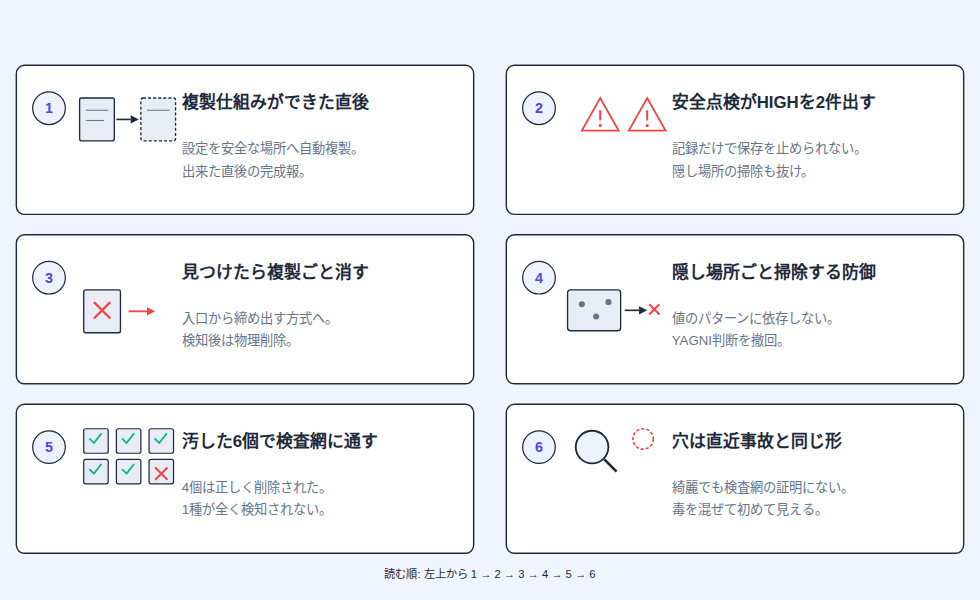 1
複製仕組みができた直後
設定を安全な場所へ自動複製。
出来た直後の完成報。
2
安全点検がHIGHを2件出す
記録だけで保存を止められない。
隠し場所の掃除も抜け。
3
見つけたら複製ごと消す
入口から締め出す方式へ。
検知後は物理削除。
4
隠し場所ごと掃除する防御
値のパターンに依存しない。
YAGNI判断を撤回。
5
汚した6個で検査網に通す
4個は正しく削除された。
1種が全く検知されない。
6
穴は直近事故と同じ形
綺麗でも検査網の証明にない。
毒を混ぜて初めて見える。
読む順: 左上から 1 → 2 → 3 → 4 → 5 → 6